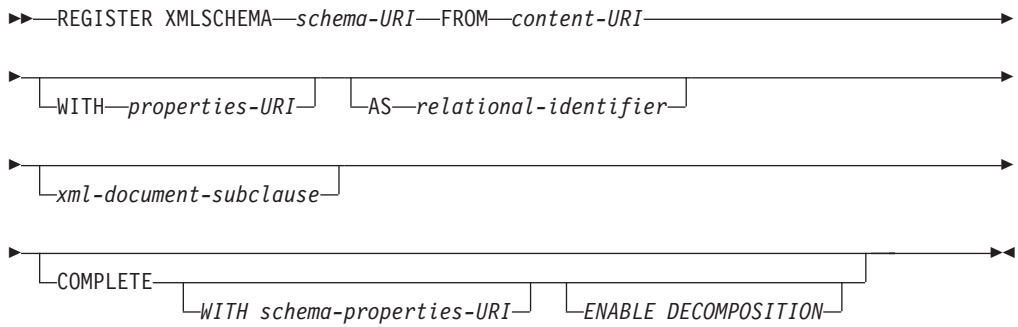 REGISTER XMLSCHEMA schema-URI FROM content-URI
WITH properties-URI AS relational-identifier
xml-document-subclause
COMPLETE
WITH schema-properties-URI ENABLE DECOMPOSITION